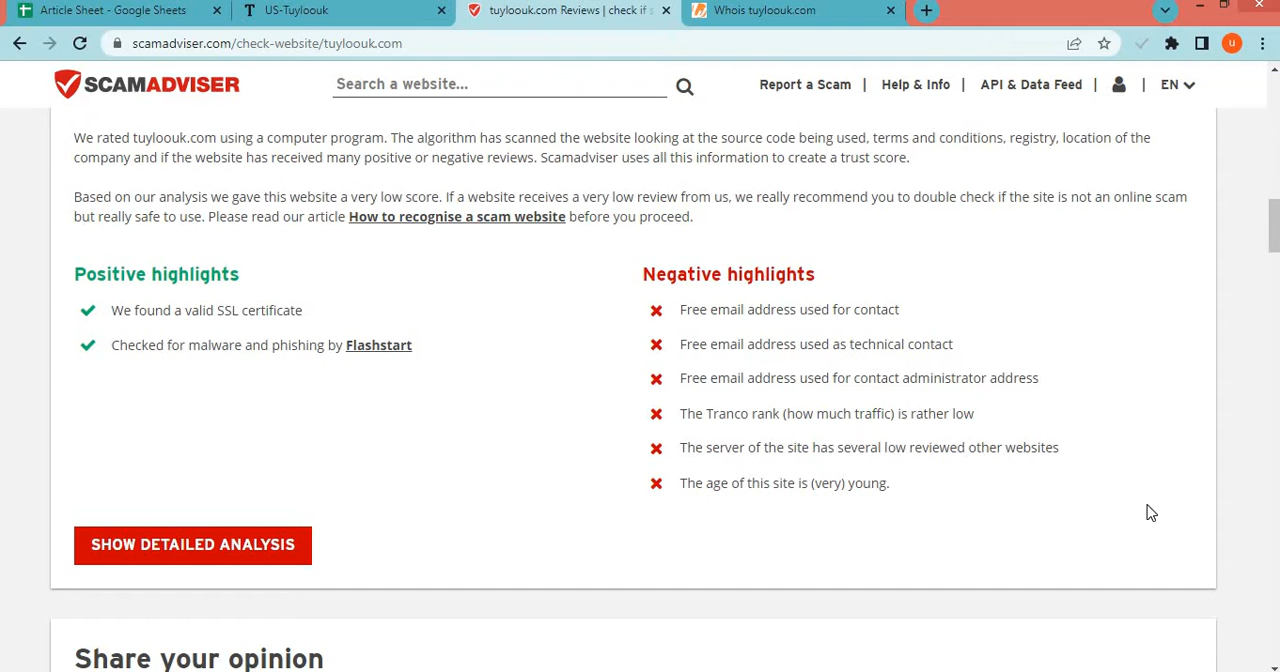 Article Sheet - Google Sheets
US-Tuyloouk
tuyloouk.com Reviews | check if s
Whois tuyloouk.com
scamadviser.com/check-website/tuyloouk.com
u
SCAMADVISER
Search a website...
Report a Scam | Help & Info | API & Data Feed | | EN
We rated tuyloouk.com using a computer program. The algorithm has scanned the website looking at the source code being used, terms and conditions, registry, location of the
company and if the website has received many positive or negative reviews. Scamadviser uses all this information to create a trust score.
Based on our analysis we gave this website a very low score. If a website receives a very low review from us, we really recommend you to double check if the site is not an online scam
but really safe to use. Please read our article How to recognise a scam website before you proceed.
Positive highlights
We found a valid SSL certificate
Checked for malware and phishing by Flashstart
Negative highlights
Free email address used for contact
Free email address used as technical contact
Free email address used for contact administrator address
The Tranco rank (how much traffic) is rather low
The server of the site has several low reviewed other websites
The age of this site is (very) young.
SHOW DETAILED ANALYSIS
Share your opinion